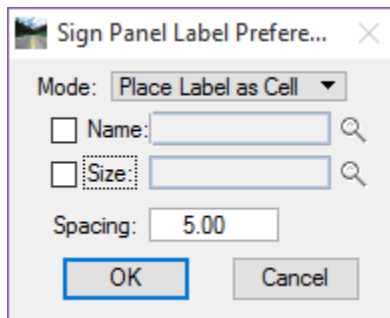 Sign Panel Label Prefere...
Mode: Place Label as Cell
Name:
Size:
Spacing: 5.00
OK Cancel